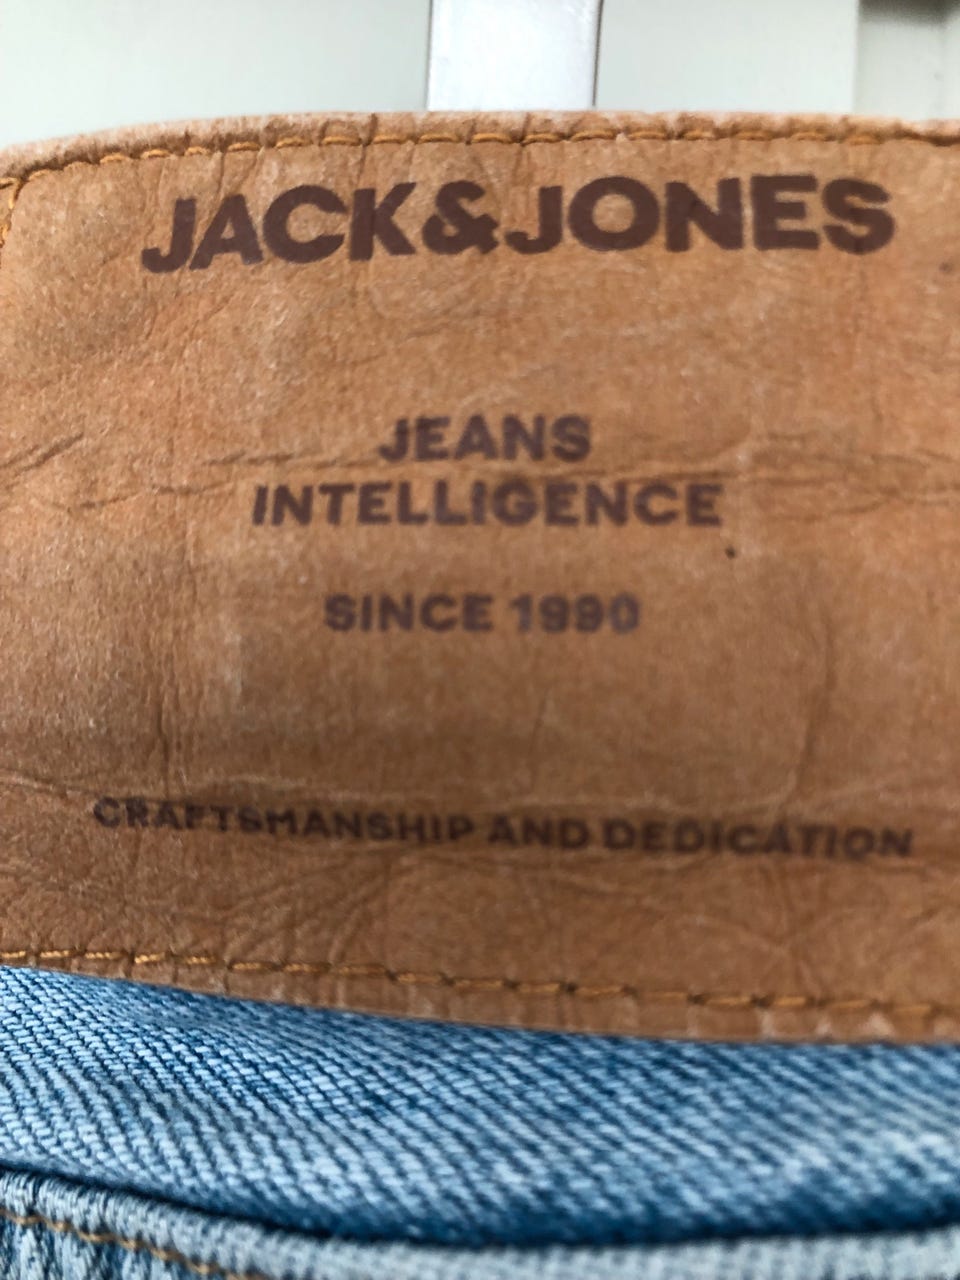 JACK&JONES
JEANS
INTELLIGENCE
SINCE 1990
CRAFTSMANSHIP AND DEDICATION